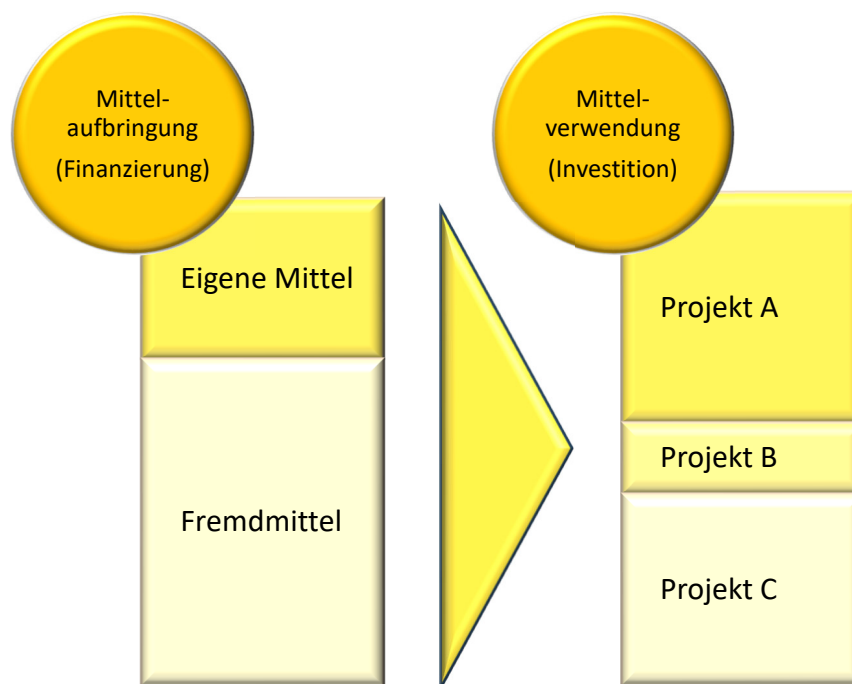 Mittel-
aufbringung
(Finanzierung)
Eigene Mittel
Fremdmittel
Mittel-
verwendung
(Investition)
Projekt A
Projekt B
Projekt C